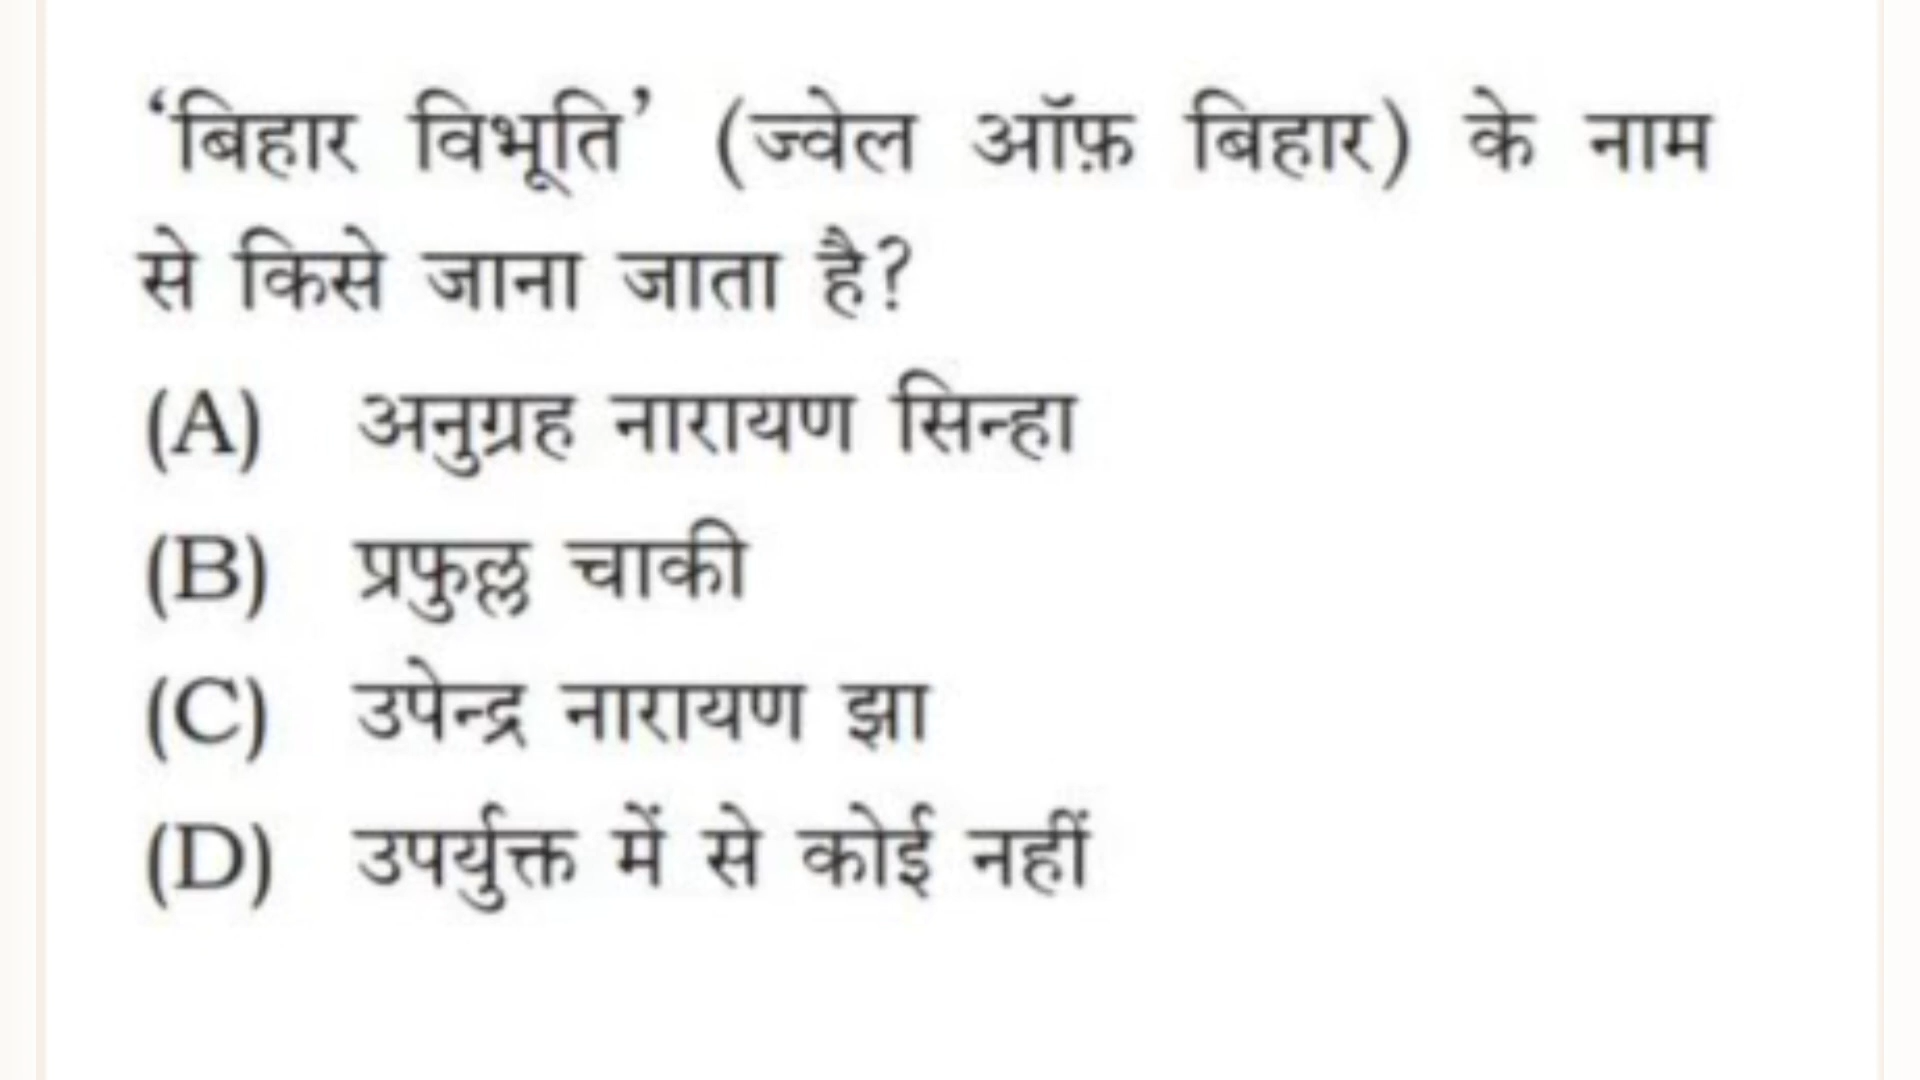 ‘बिहार विभूति’ (ज्वेल ऑफ़ बिहार) के नाम
से किसे जाना जाता है?
(A) अनुग्रह नारायण सिन्हा
(B) प्रफुल्ल चाकी
(C) उपेन्द्र नारायण झा
(D) उपर्युक्त में से कोई नहीं